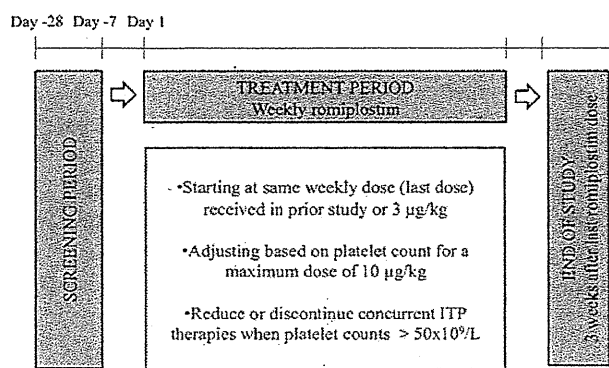 Day -28 Day -7 Day 1
SCREENING PERIOD
TREATMENT PERIOD
Weekly romiplostim
•Starting at same weekly dose (last dose)
received in prior study or 3 µg/kg
•Adjusting based on platelet count for a
maximum dose of 10 µg/kg
•Reduce or discontinue concurrent ITP
therapies when platelet counts > 50x10⁹/L
END OF STUDY
3 weeks after last romiplostim dose